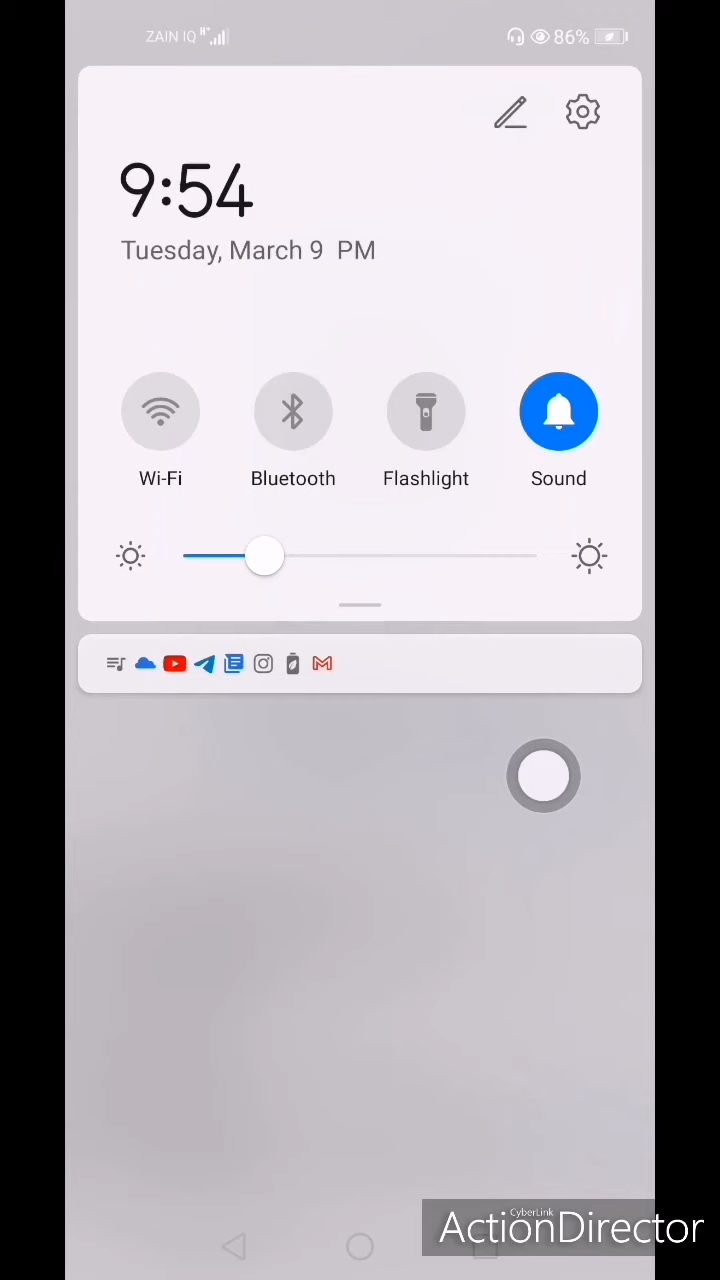 ZAIN IQ H+ 86%
9:54
Tuesday, March 9 PM
Wi-Fi Bluetooth Flashlight Sound
CyberLink
ActionDirector